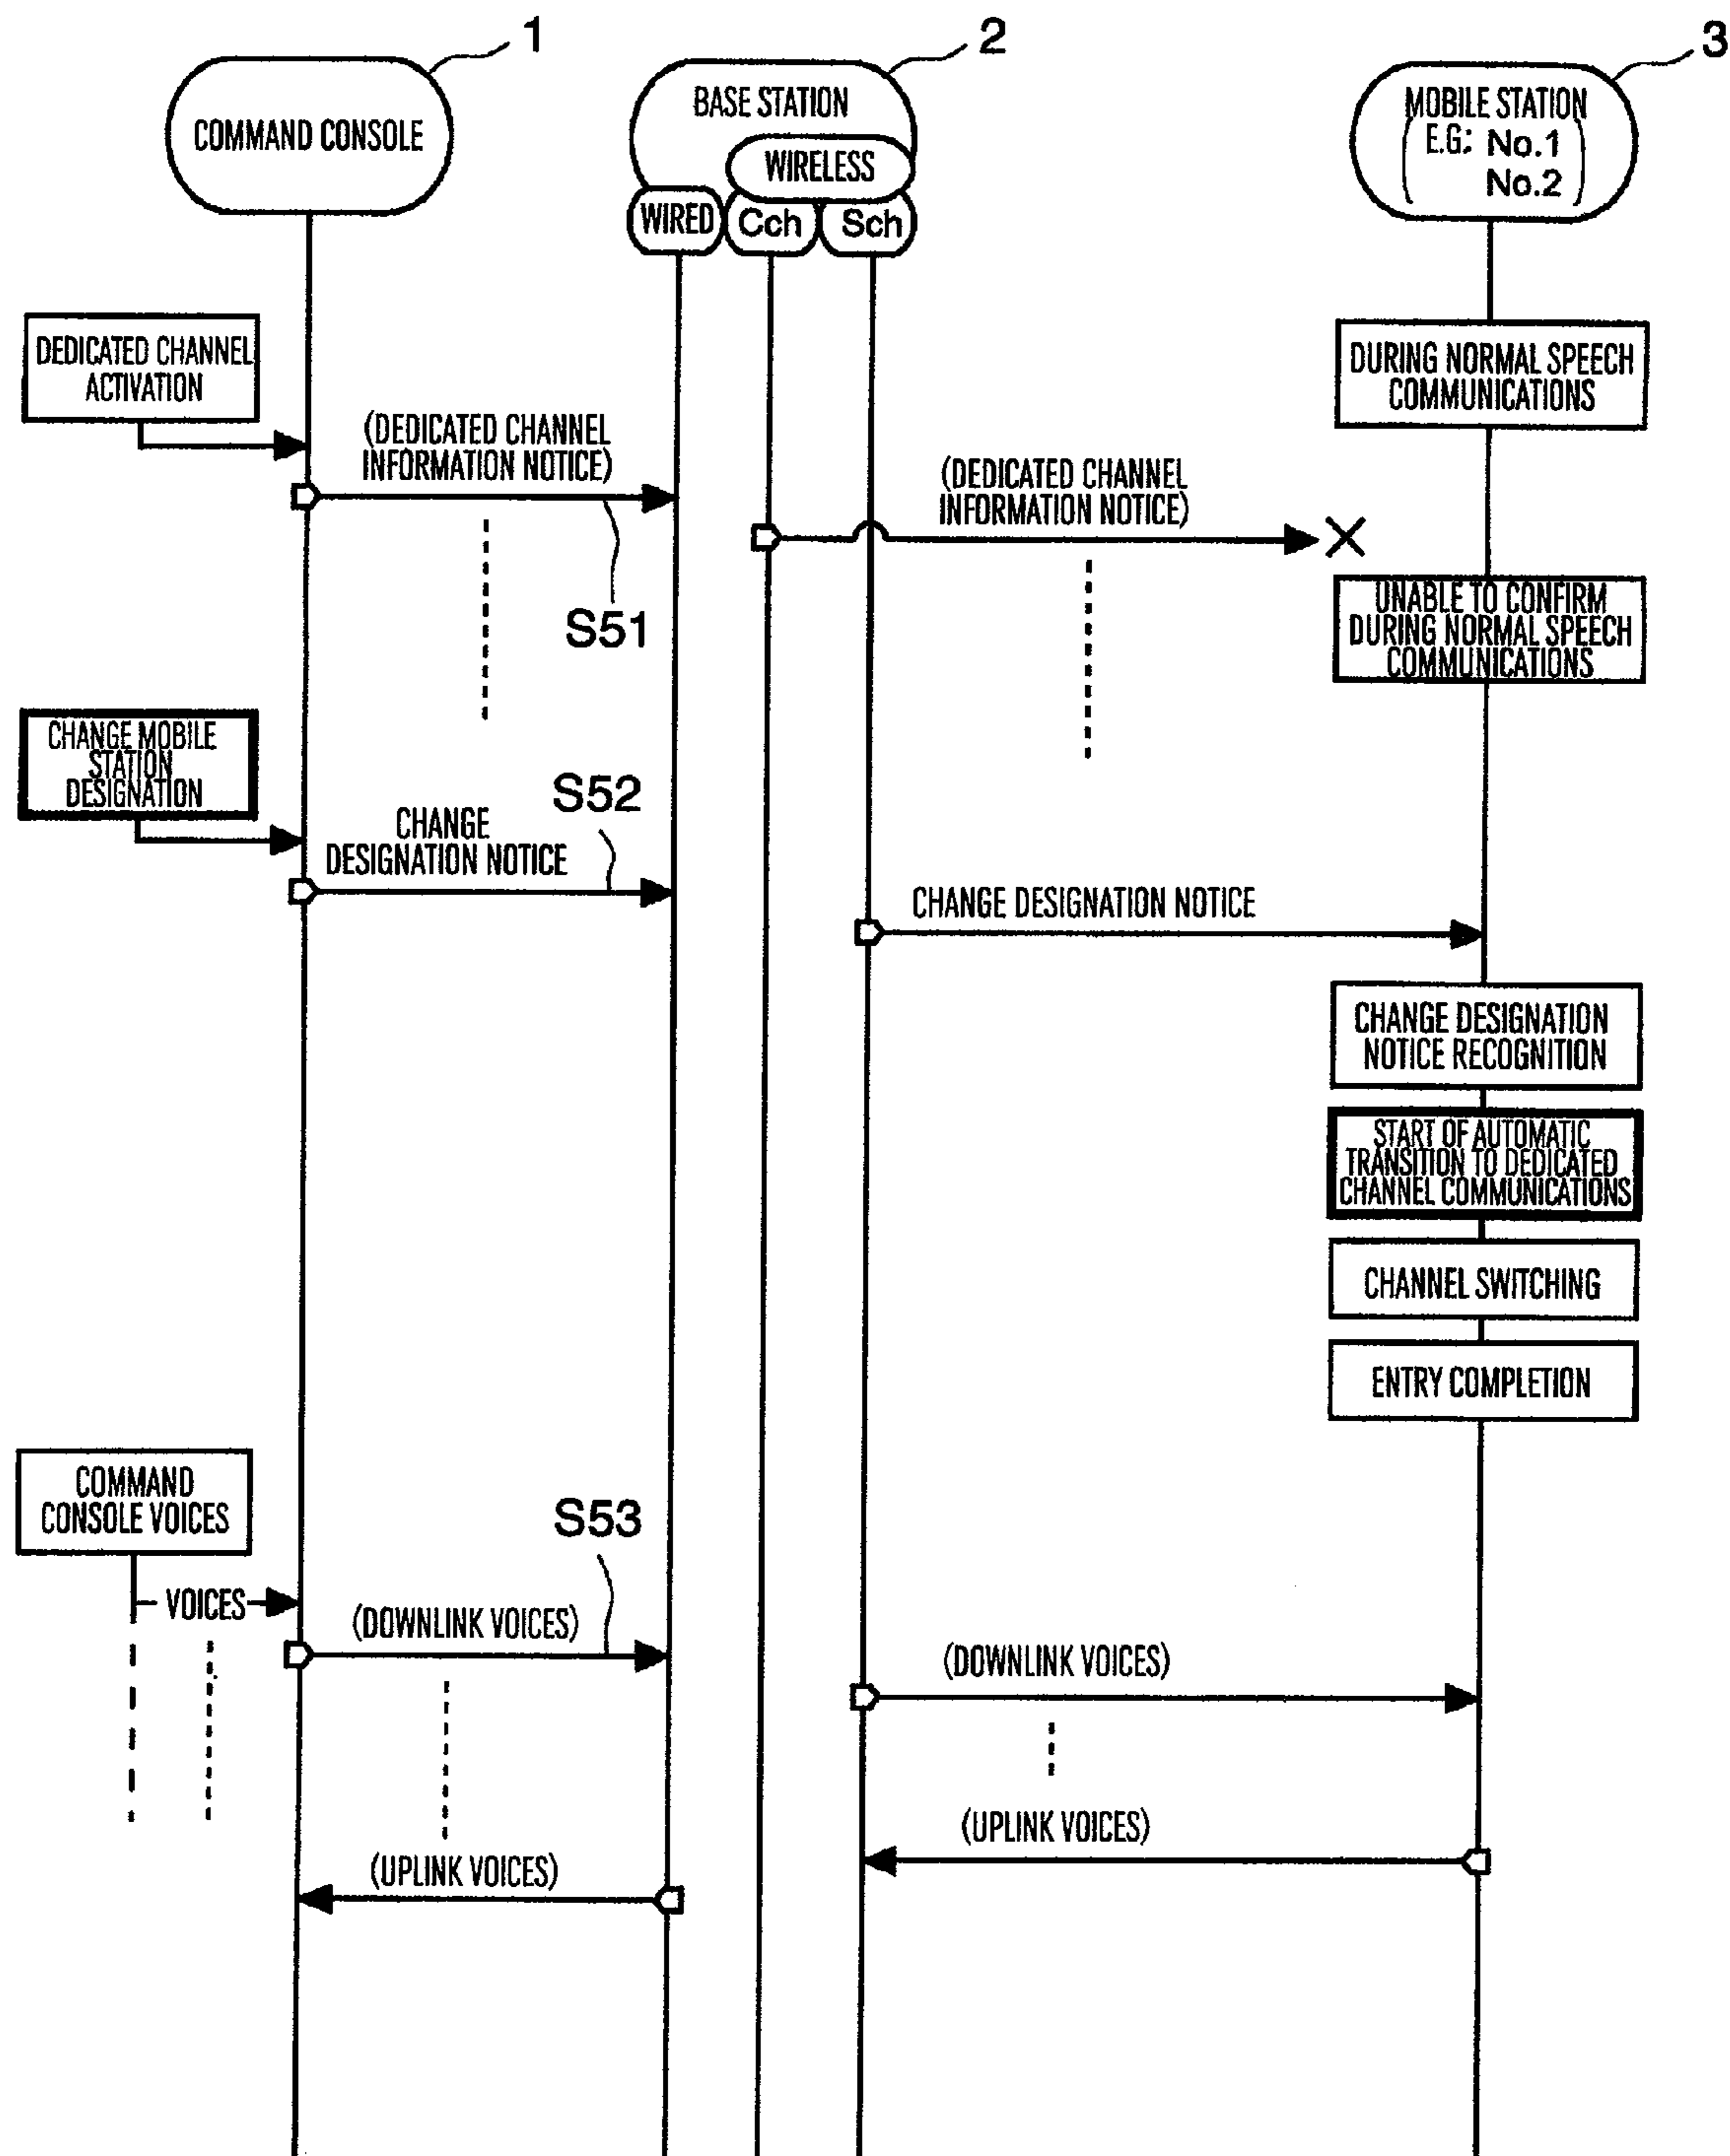 1
2
3
COMMAND CONSOLE
BASE STATION
WIRELESS
WIRED
Cch
Sch
MOBILE STATION
E.G: No.1
No.2
DEDICATED CHANNEL
ACTIVATION
DURING NORMAL SPEECH
COMMUNICATIONS
(DEDICATED CHANNEL
INFORMATION NOTICE)
S51
(DEDICATED CHANNEL
INFORMATION NOTICE)
UNABLE TO CONFIRM
DURING NORMAL SPEECH
COMMUNICATIONS
CHANGE MOBILE
STATION
DESIGNATION
S52
CHANGE
DESIGNATION NOTICE
CHANGE DESIGNATION NOTICE
CHANGE DESIGNATION
NOTICE RECOGNITION
START OF AUTOMATIC
TRANSITION TO DEDICATED
CHANNEL COMMUNICATIONS
CHANNEL SWITCHING
ENTRY COMPLETION
COMMAND
CONSOLE VOICES
S53
VOICES
(DOWNLINK VOICES)
(DOWNLINK VOICES)
(UPLINK VOICES)
(UPLINK VOICES)